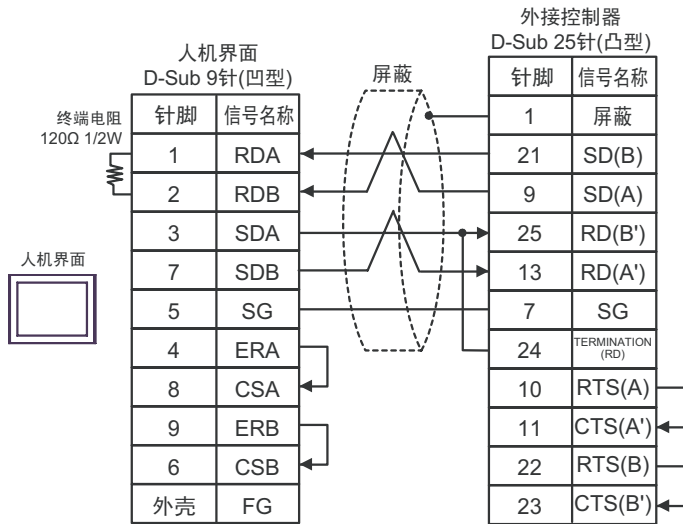 外接控制器
D-Sub 25针(凸型)
人机界面
D-Sub 9针(凹型)
屏蔽
终端电阻
120Ω 1/2W
人机界面
针脚 信号名称
1 RDA
2 RDB
3 SDA
7 SDB
5 SG
4 ERA
8 CSA
9 ERB
6 CSB
外壳 FG
针脚 信号名称
1 屏蔽
21 SD(B)
9 SD(A)
25 RD(B')
13 RD(A')
7 SG
24 TERMINATION
(RD)
10 RTS(A)
11 CTS(A')
22 RTS(B)
23 CTS(B')